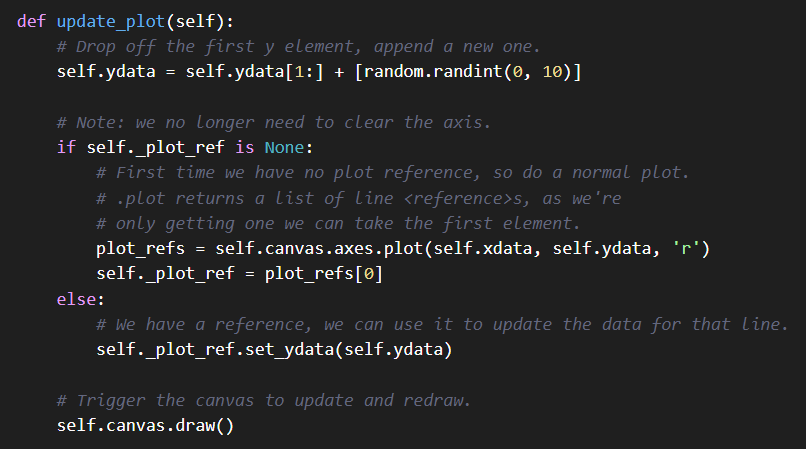 def update_plot(self):
    # Drop off the first y element, append a new one.
    self.ydata = self.ydata[1:] + [random.randint(0, 10)]

    # Note: we no longer need to clear the axis.
    if self._plot_ref is None:
        # First time we have no plot reference, so do a normal plot.
        # .plot returns a list of line <reference>s, as we're
        # only getting one we can take the first element.
        plot_refs = self.canvas.axes.plot(self.xdata, self.ydata, 'r')
        self._plot_ref = plot_refs[0]
    else:
        # We have a reference, we can use it to update the data for that line.
        self._plot_ref.set_ydata(self.ydata)

    # Trigger the canvas to update and redraw.
    self.canvas.draw()